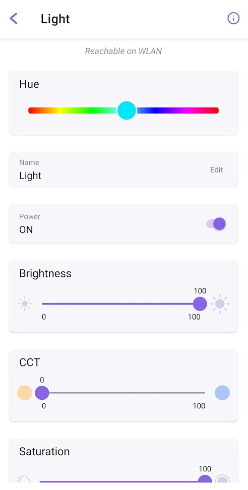 Light
Reachable on WLAN
Hue
Name
Light
Edit
Power
ON
Brightness
100
0
100
CCT
0
0
100
Saturation
100